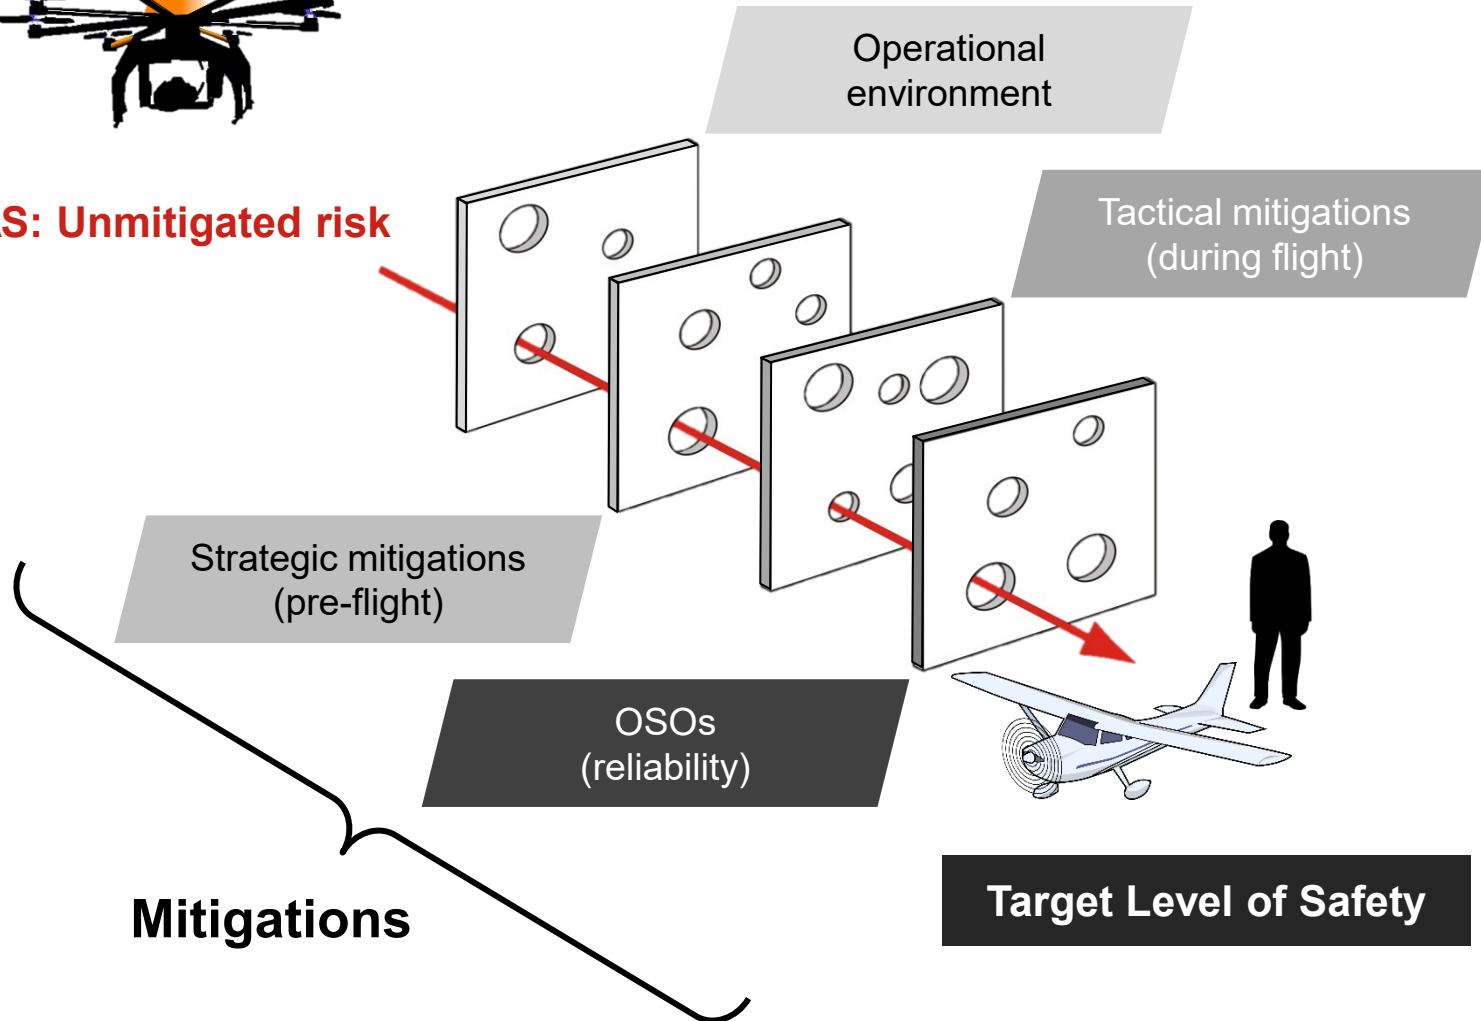 Operational
environment
Tactical mitigations
(during flight)
S: Unmitigated risk
Strategic mitigations
(pre-flight)
OSOs
(reliability)
Mitigations
Target Level of Safety